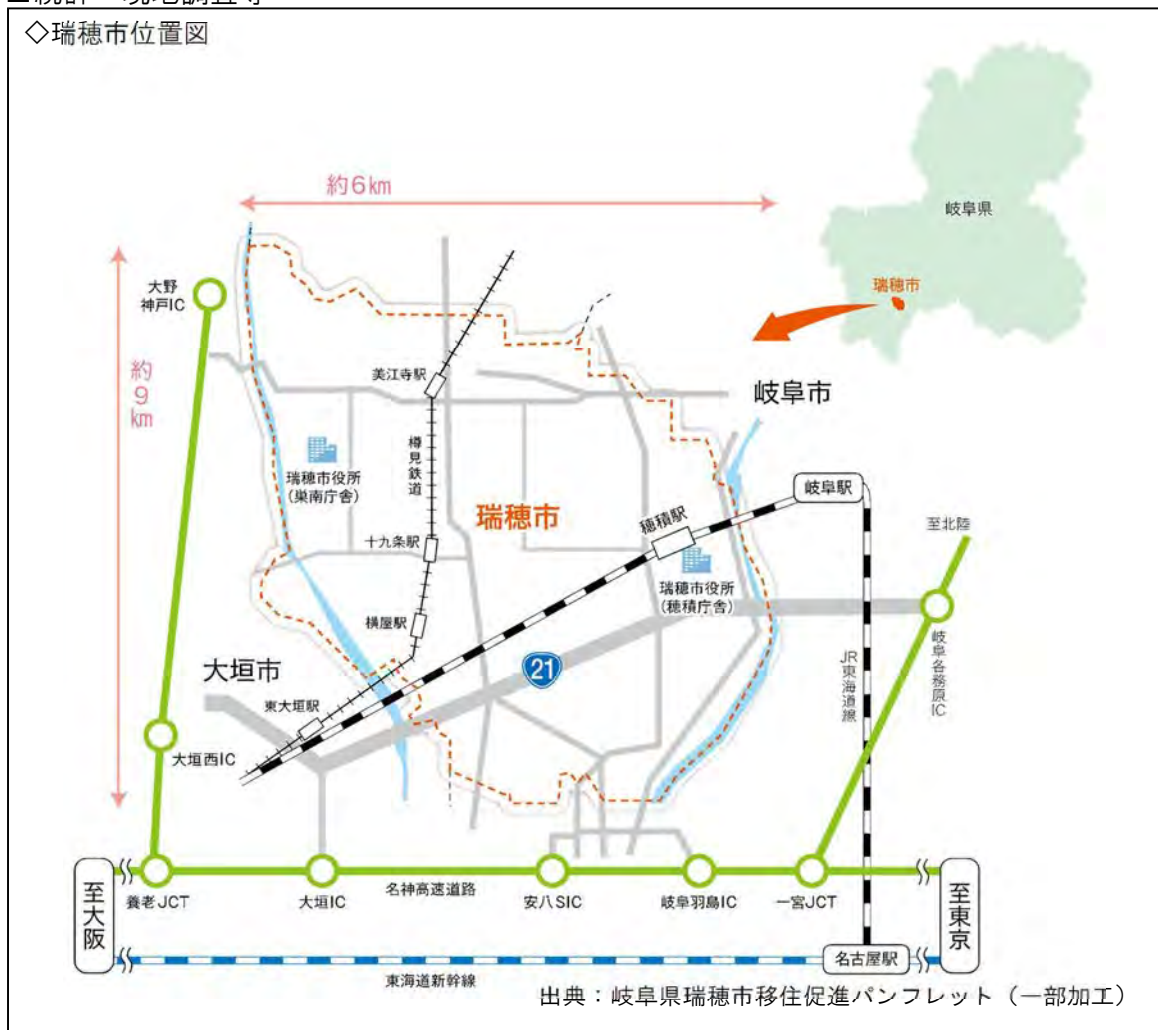 ◇瑞穂市位置図
約6km
岐阜県
瑞穂市
約9km
大野
神戸IC
美江寺駅
岐阜市
樽見鉄道
瑞穂市役所
(巣南庁舎)
岐阜駅
瑞穂市
穂積駅
至北陸
十九条駅
瑞穂市役所
(穂積庁舎)
横屋駅
岐阜各務原IC
JR東海道線
大垣市
21
東大垣駅
大垣西IC
至大阪
名神高速道路
至東京
養老JCT
大垣IC
安八SIC
岐阜羽島IC
一宮JCT
名古屋駅
東海道新幹線
出典：岐阜県瑞穂市移住促進パンフレット（一部加工）